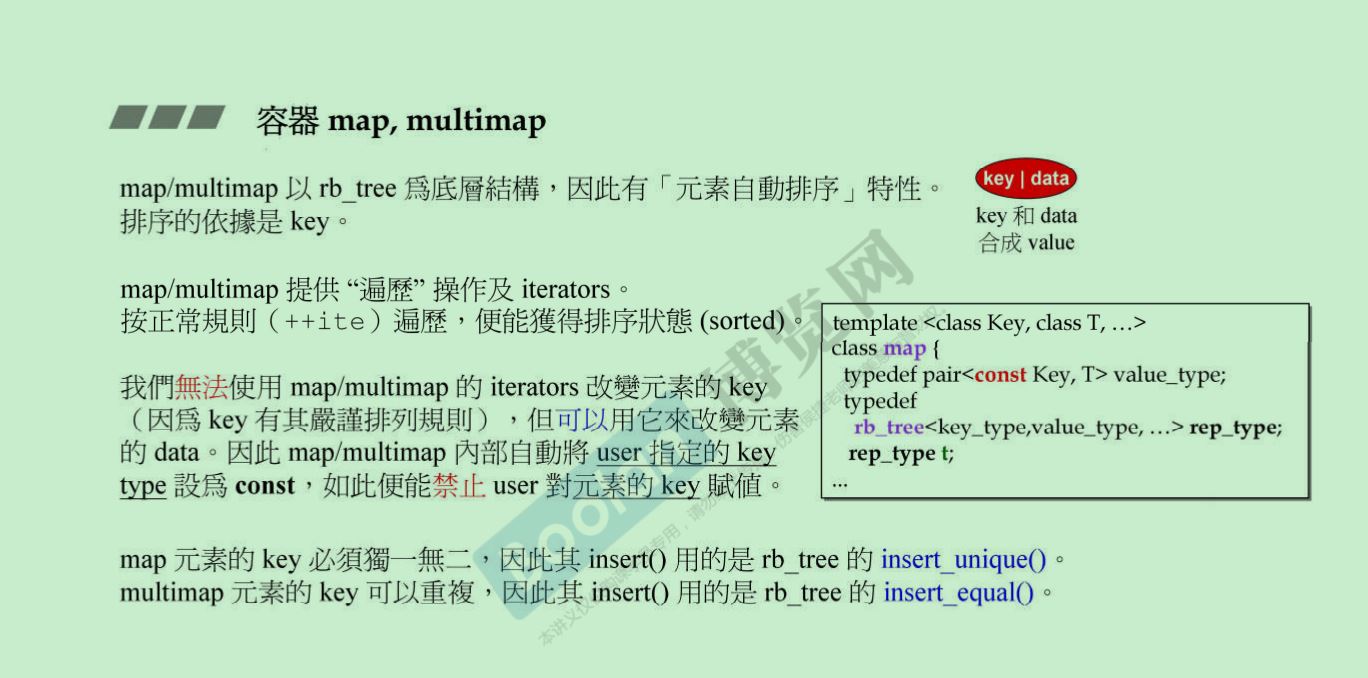 容器 map, multimap
map/multimap 以 rb_tree 爲底層結構，因此有「元素自動排序」特性。
排序的依據是 key。
key | data
key 和 data
合成 value
map/multimap 提供 “遍歷” 操作及 iterators。
按正常規則（++ite）遍歷，便能獲得排序狀態 (sorted)。
我們無法使用 map/multimap 的 iterators 改變元素的 key
（因爲 key 有其嚴謹排列規則），但可以用它來改變元素
的 data。因此 map/multimap 內部自動將 user 指定的 key
type 設爲 const，如此便能禁止 user 對元素的 key 賦值。
template <class Key, class T, …>
class map {
typedef pair<const Key, T> value_type;
typedef
rb_tree<key_type,value_type, …> rep_type;
rep_type t;
...
map 元素的 key 必須獨一無二，因此其 insert() 用的是 rb_tree 的 insert_unique()。
multimap 元素的 key 可以重複，因此其 insert() 用的是 rb_tree 的 insert_equal()。
博览网
Boolan